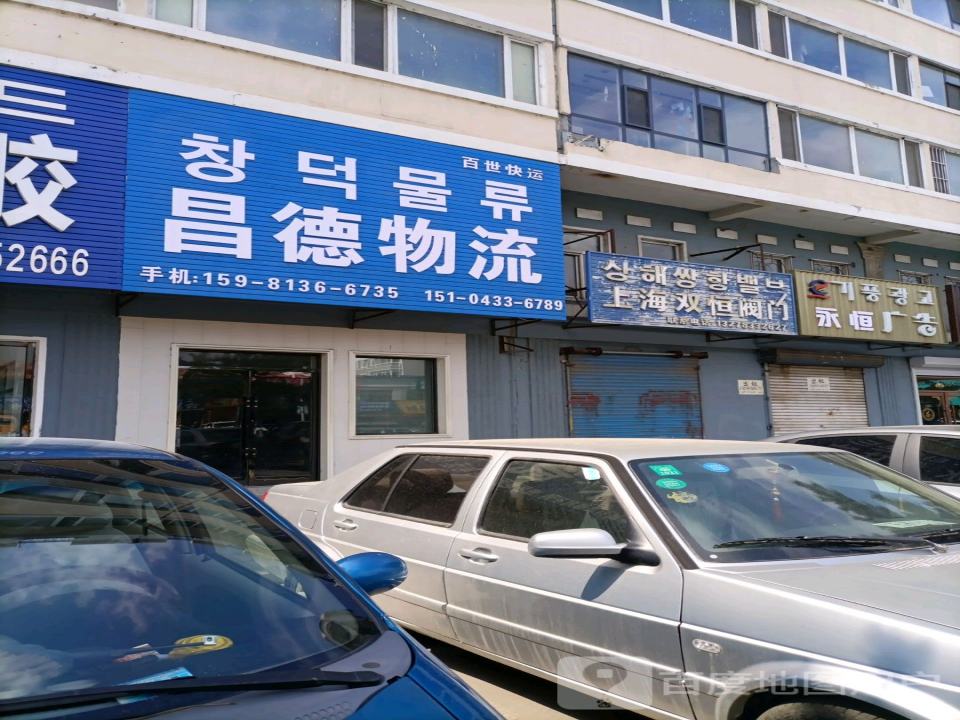 드
胶
52666
百世快运
창덕물류
昌德物流
手机:159-8136-6735 151-0433-6789
상해쌍항밸브
上海双恒阀门
永恒广告
百度地图